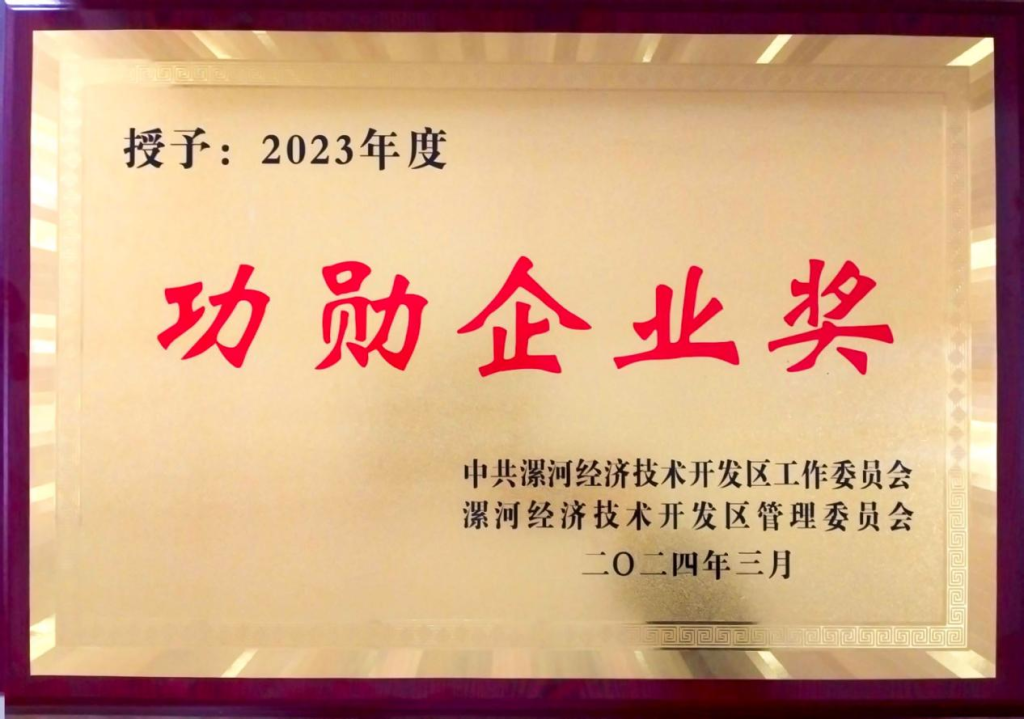 授予：2023年度
功勋企业奖
中共漯河经济技术开发区工作委员会
漯河经济技术开发区管理委员会
二〇二四年三月